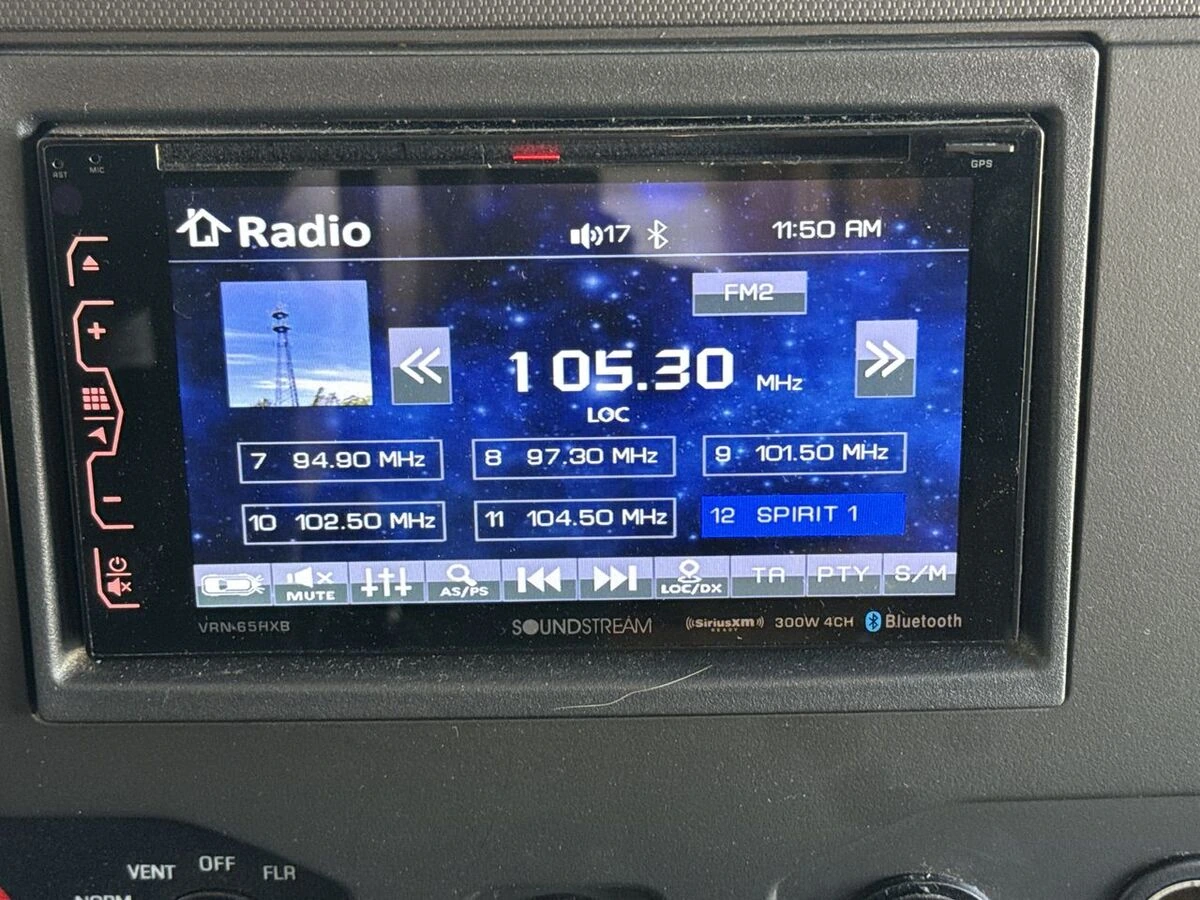 RST MIC
GPS
Radio
17
11:50 AM
FM2
105.30 MHz
LOC
7 94.90 MHz
8 97.30 MHz
9 101.50 MHz
10 102.50 MHz
11 104.50 MHz
12 SPIRIT 1
MUTE
AS/PS
LOC/DX
TA
PTY
S/M
VRN-65HXB
SOUNDSTREAM
((SiriusXM))
READY
300W 4CH
Bluetooth
VENT OFF FLR
NORM